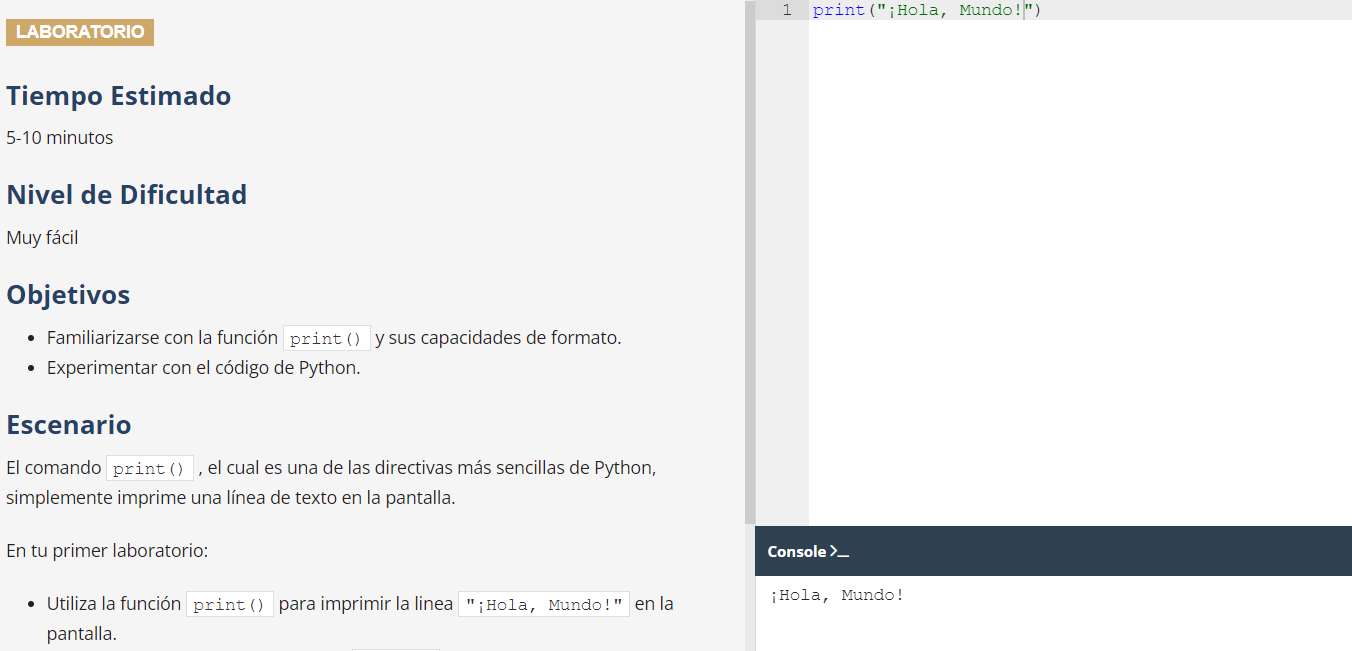 LABORATORIO
Tiempo Estimado
5-10 minutos
Nivel de Dificultad
Muy fácil
Objetivos
Familiarizarse con la función print() y sus capacidades de formato.
Experimentar con el código de Python.
Escenario
El comando print() , el cual es una de las directivas más sencillas de Python,
simplemente imprime una línea de texto en la pantalla.
En tu primer laboratorio:
Utiliza la función print() para imprimir la linea "¡Hola, Mundo!" en la
pantalla.
1 print("¡Hola, Mundo!")
Console >_
¡Hola, Mundo!